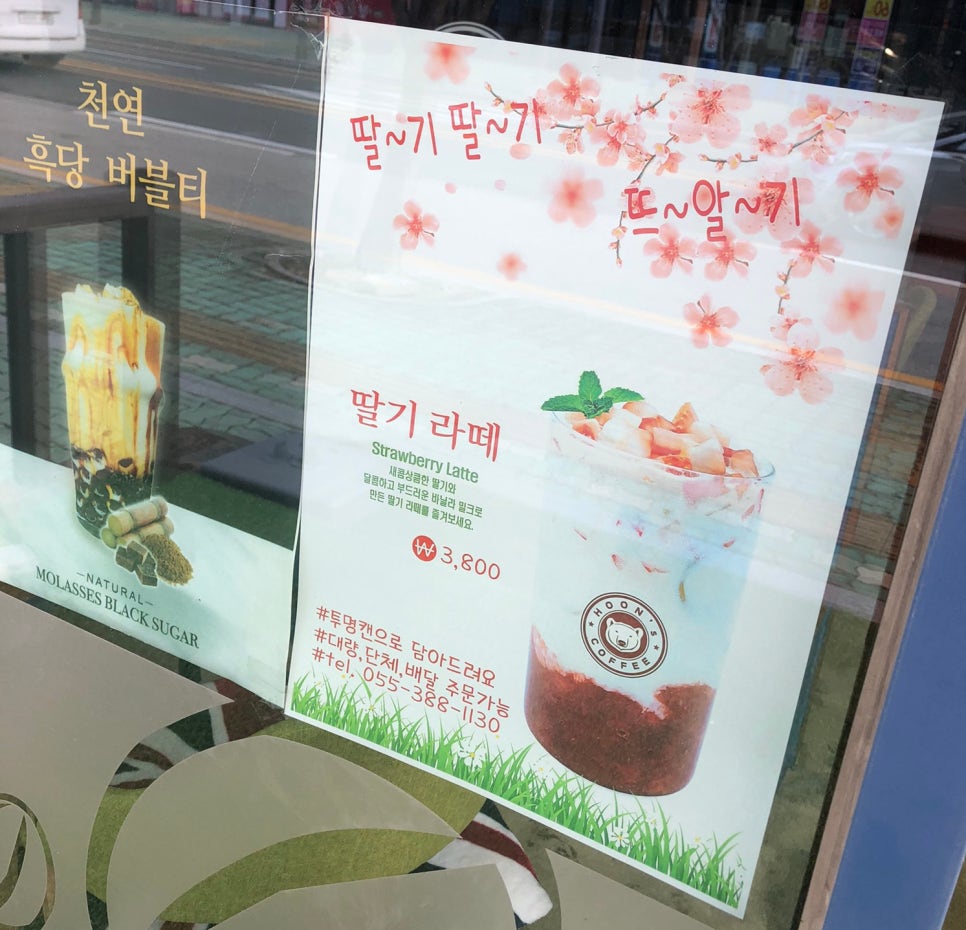 천연
흑당 버블티
-NATURAL-
MOLASSES BLACK SUGAR
딸~기 딸~기
뜨~알~기
딸기 라떼
Strawberry Latte
새콤상큼한 딸기와
달콤하고 부드러운 바닐라 밀크로
만든 딸기 라떼를 즐겨보세요.
₩ 3,800
HOON'S
COFFEE
#투명캔으로 담아드려요
#대량,단체,배달 주문가능
#tel. 055-388-1130